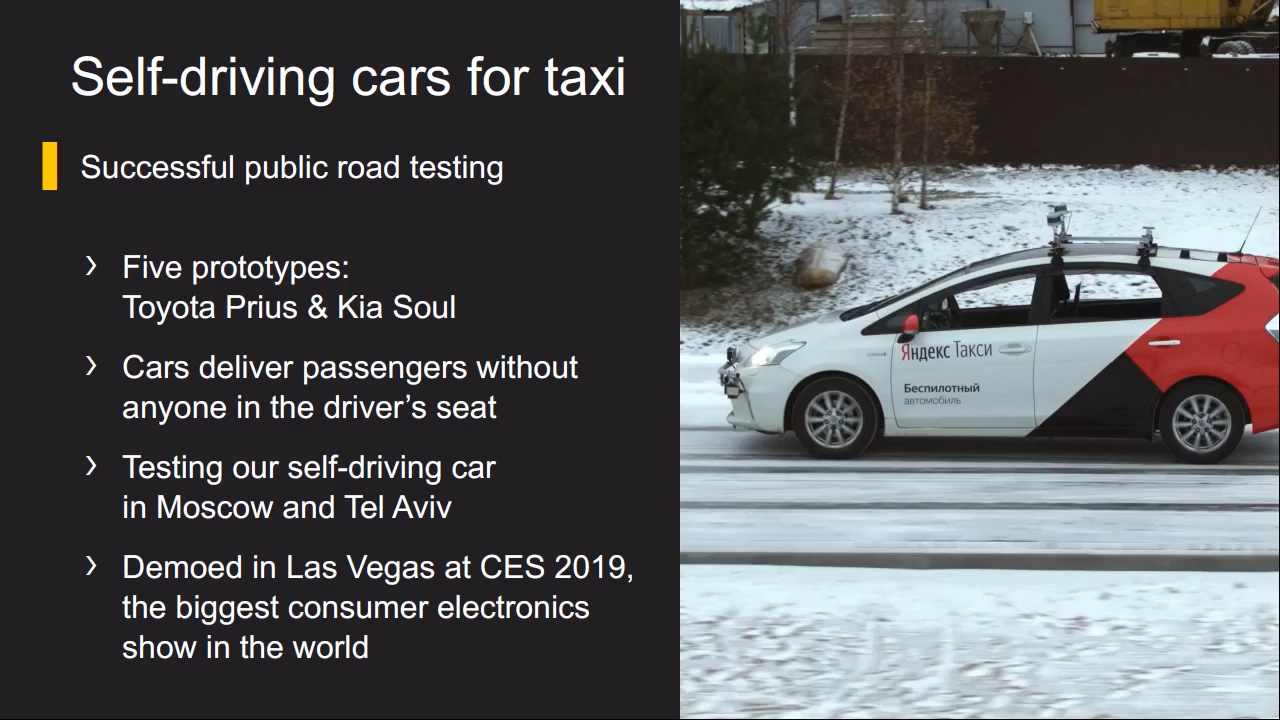 Self-driving cars for taxi
Successful public road testing
› Five prototypes:
Toyota Prius & Kia Soul
› Cars deliver passengers without
anyone in the driver’s seat
› Testing our self-driving car
in Moscow and Tel Aviv
› Demoed in Las Vegas at CES 2019,
the biggest consumer electronics
show in the world
Яндекс Такси
Беспилотный
автомобиль